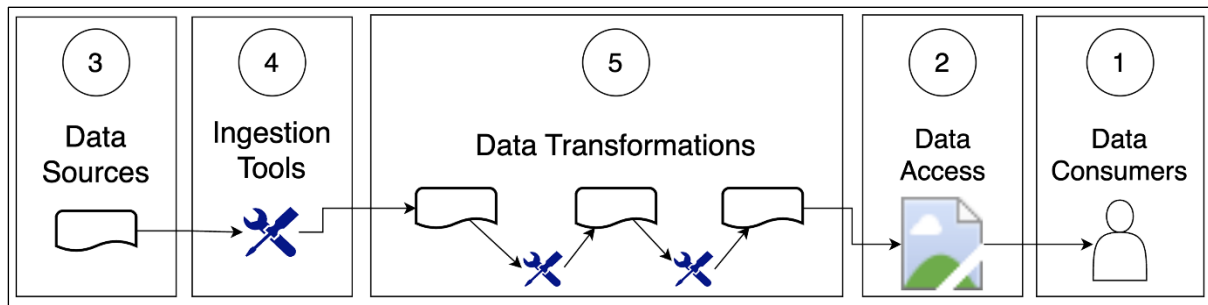 3
Data
Sources
4
Ingestion
Tools
5
Data Transformations
2
Data
Access
1
Data
Consumers